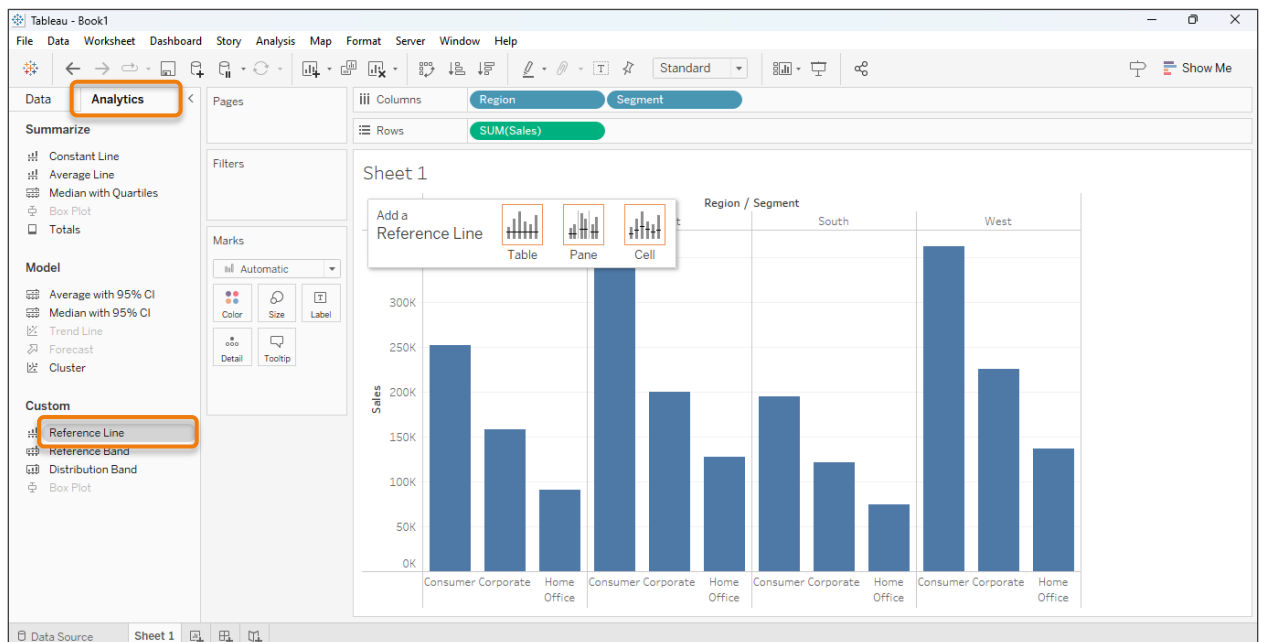 Tableau - Book1
File Data Worksheet Dashboard Story Analysis Map Format Server Window Help
Standard
Show Me
Data Analytics
Summarize
Constant Line
Average Line
Median with Quartiles
Box Plot
Totals
Model
Average with 95% CI
Median with 95% CI
Trend Line
Forecast
Cluster
Custom
Reference Line
Reference Band
Distribution Band
Box Plot
Pages
Filters
Marks
Automatic
Color Size Label
Detail Tooltip
Columns Region Segment
Rows SUM(Sales)
Sheet 1
Region / Segment
South West
Add a
Reference Line
Table Pane Cell
Sales
300K
250K
200K
150K
100K
50K
0K
Consumer Corporate Home Office Consumer Corporate Home Office Consumer Corporate Home Office Consumer Corporate Home Office
Data Source Sheet 1